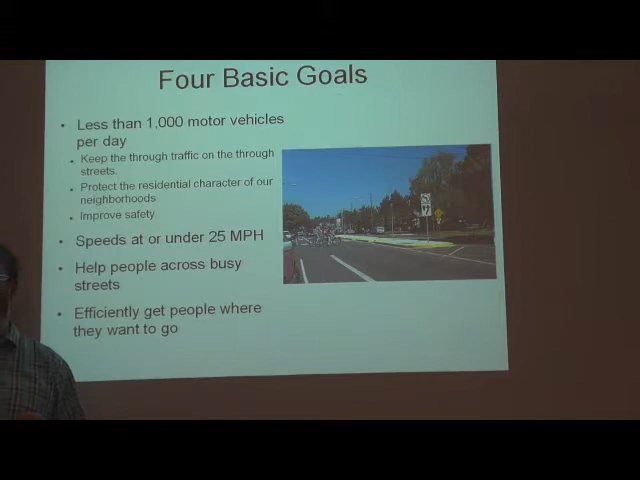 Four Basic Goals
• Less than 1,000 motor vehicles
per day
• Keep the through traffic on the through
streets.
• Protect the residential character of our
neighborhoods
• Improve safety.
• Speeds at or under 25 MPH
• Help people across busy
streets
• Efficiently get people where
they want to go